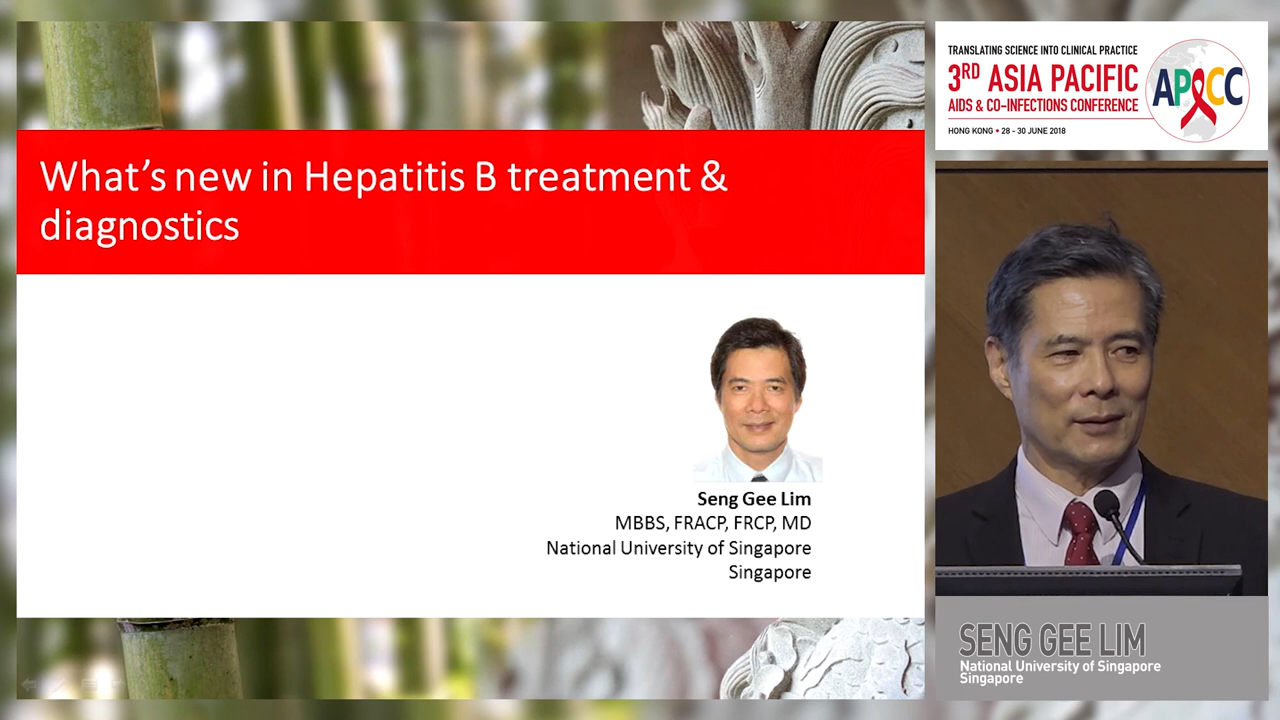 What's new in Hepatitis B treatment &
diagnostics
Seng Gee Lim
MBBS, FRACP, FRCP, MD
National University of Singapore
Singapore
TRANSLATING SCIENCE INTO CLINICAL PRACTICE
3RD ASIA PACIFIC
AIDS & CO-INFECTIONS CONFERENCE
HONG KONG • 28 - 30 JUNE 2018
APACC
SENG GEE LIM
National University of Singapore
Singapore